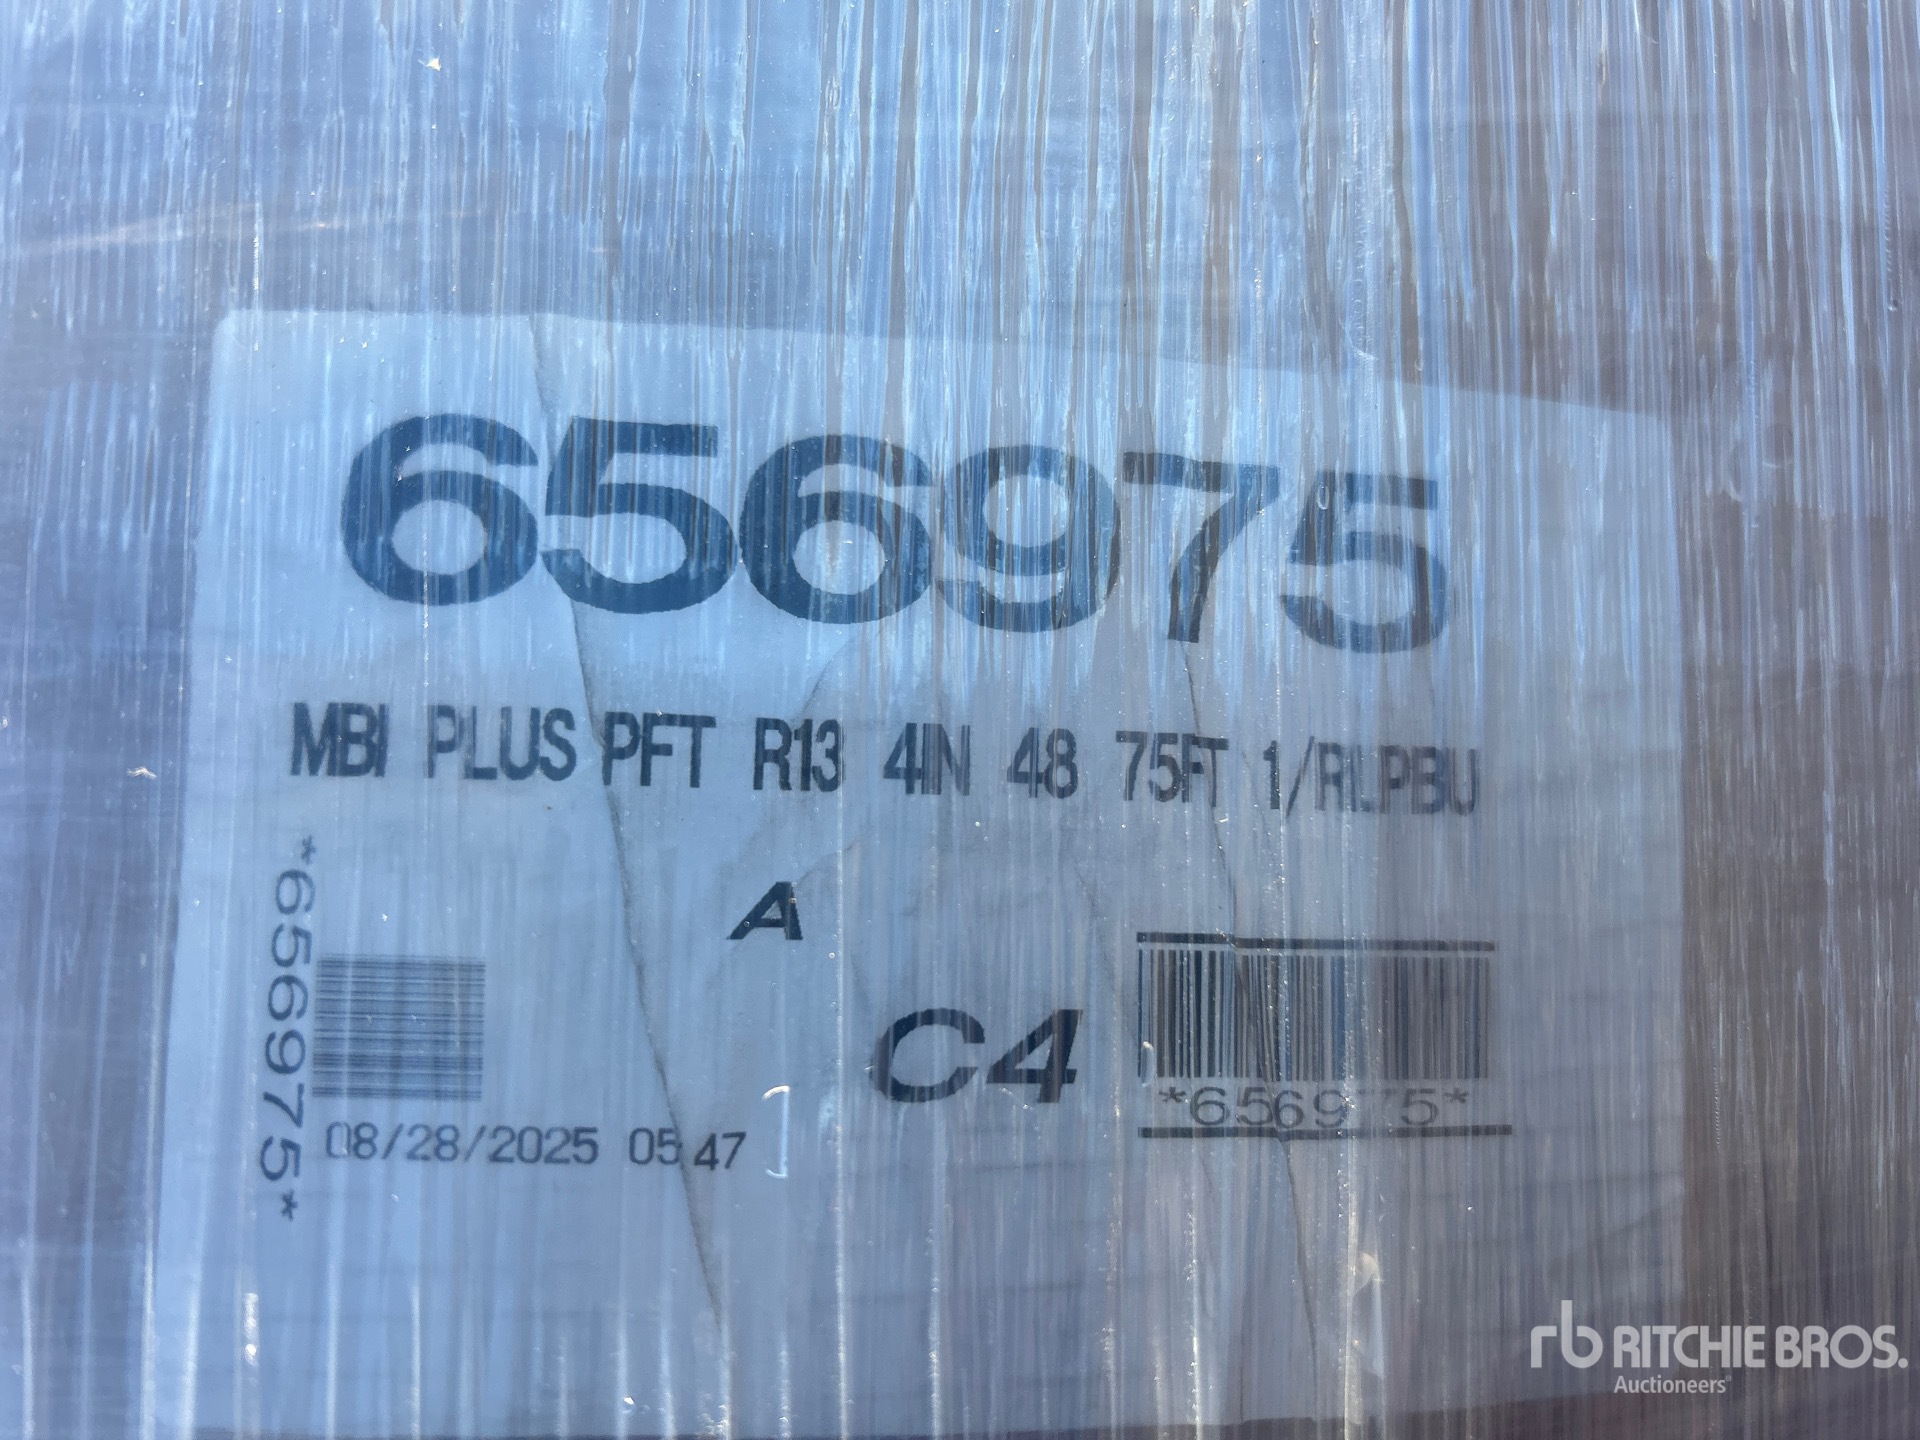 656975
MBI PLUS PFT R13 4IN 48 75FT 1/RLPBU
A
*656975*
C4
*656975*
08/28/2025 05:47
rb RITCHIE BROS.
Auctioneers